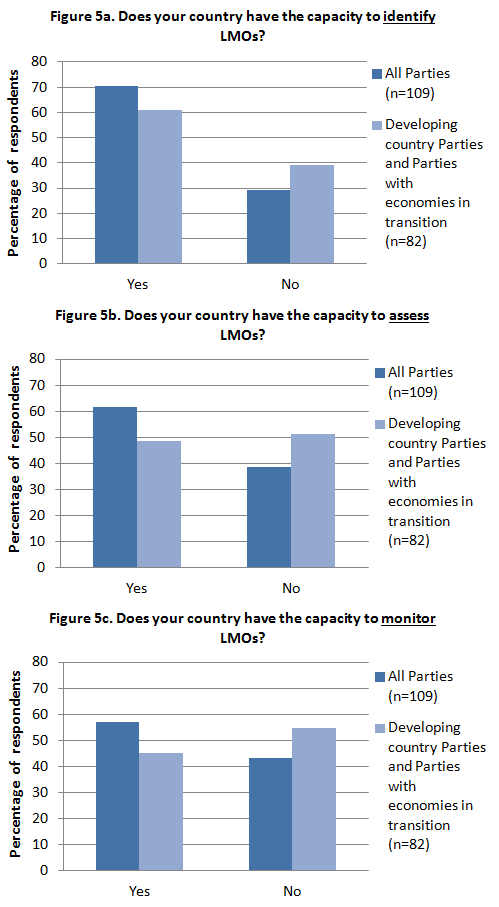 Figure 5a. Does your country have the capacity to identify
LMOs?
Percentage of respondents
80
70
60
50
40
30
20
10
0
Yes
No
All Parties
(n=109)
Developing
country Parties
and Parties
with
economies in
transition
(n=82)
Figure 5b. Does your country have the capacity to assess
LMOs?
Percentage of respondents
80
70
60
50
40
30
20
10
0
Yes
No
All Parties
(n=109)
Developing
country Parties
and Parties
with
economies in
transition
(n=82)
Figure 5c. Does your country have the capacity to monitor
LMOs?
Percentage of respondents
80
70
60
50
40
30
20
10
0
Yes
No
All Parties
(n=109)
Developing
country Parties
and Parties
with
economies in
transition
(n=82)